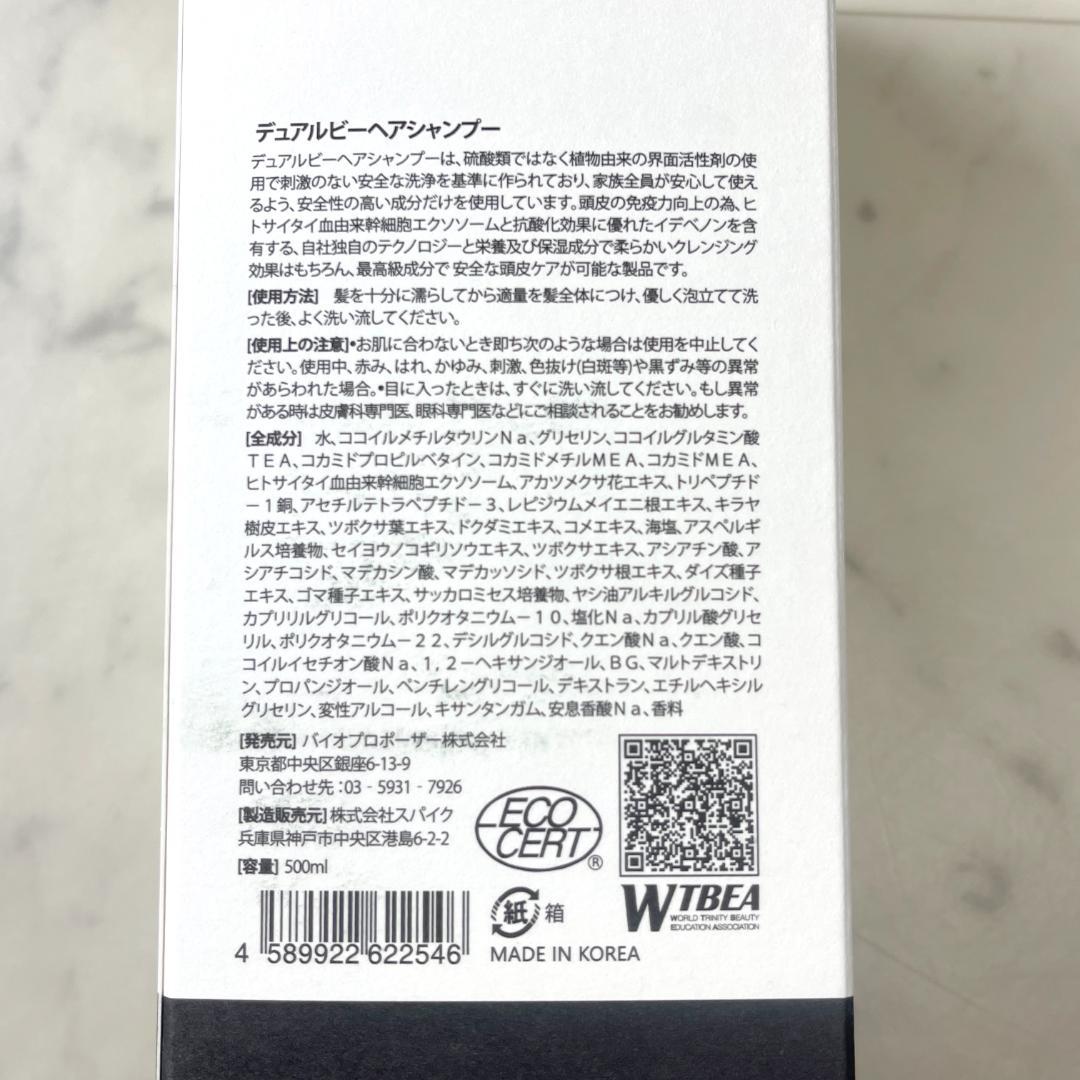 デュアルビーヘアシャンプー
デュアルビーヘアシャンプーは、硫酸類ではなく植物由来の界面活性剤の使
用で刺激のない安全な洗浄を基準に作られており、家族全員が安心して使え
るよう、安全性の高い成分だけを使用しています。頭皮の免疫力向上の為、ヒ
トサイタイ血由来幹細胞エクソソームと抗酸化効果に優れたイデベノンを含
有する、自社独自のテクノロジーと栄養及び保湿成分で柔らかいクレンジング
効果はもちろん、最高級成分で 安全な頭皮ケアが可能な製品です。
[使用方法] 髪を十分に濡らしてから適量を髪全体につけ、優しく泡立てて洗
った後、よく洗い流してください。
[使用上の注意]•お肌に合わないとき即ち次のような場合は使用を中止してく
ださい。使用中、赤み、はれ、かゆみ、刺激、色抜け(白斑等)や黒ずみ等の異常
があらわれた場合。•目に入ったときは、すぐに洗い流してください。もし異常
がある時は皮膚科専門医、眼科専門医などにご相談されることをお勧めします。
[全成分] 水、ココイルメチルタウリンＮａ、グリセリン、ココイルグルタミン酸
ＴＥＡ、コカミドプロピルベタイン、コカミドメチルＭＥＡ、コカミドＭＥＡ、
ヒトサイタイ血由来幹細胞エクソソーム、アカツメクサ花エキス、トリペプチド
－１銅、アセチルテトラペプチド－３、レピジウムメイエニ根エキス、キラヤ
樹皮エキス、ツボクサ葉エキス、ドクダミエキス、コメエキス、海塩、アスペルギ
ルス培養物、セイヨウノコギリソウエキス、ツボクサエキス、アシアチン酸、ア
シアチコシド、マデカシン酸、マデカッソシド、ツボクサ根エキス、ダイズ種子
エキス、ゴマ種子エキス、サッカロミセス培養物、ヤシ油アルキルグルコシド、
カプリリルグリコール、ポリクオタニウム－１０、塩化Ｎａ、カプリル酸グリセ
リル、ポリクオタニウム－２２、デシルグルコシド、クエン酸Ｎａ、クエン酸、コ
コイルイセチオン酸Ｎａ、１，２－ヘキサンジオール、ＢＧ、マルトデキストリ
ン、プロパンジオール、ペンチレングリコール、デキストラン、エチルヘキシル
グリセリン、変性アルコール、キサンタンガム、安息香酸Ｎａ、香料
[発売元] バイオプロポーザー株式会社
東京都中央区銀座6-13-9
問い合わせ先：03‐5931‐7926
[製造販売元] 株式会社スパイク
兵庫県神戸市中央区港島6-2-2
[容量] 500ml
ECO
CERT
®
WTBEA
WORLD TRINITY BEAUTY
EDUCATION ASSOCIATION
紙 箱
4 589922 622546
MADE IN KOREA